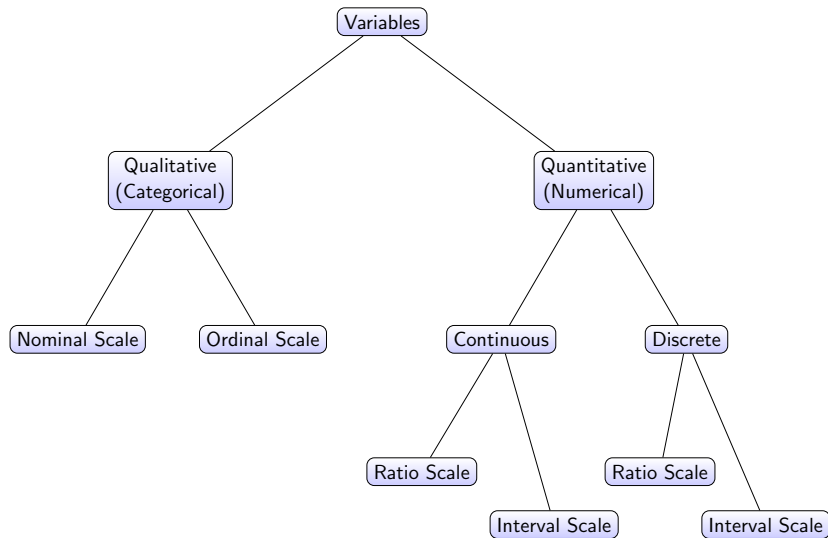 Variables
Qualitative
(Categorical)
Quantitative
(Numerical)
Nominal Scale
Ordinal Scale
Continuous
Discrete
Ratio Scale
Ratio Scale
Interval Scale
Interval Scale